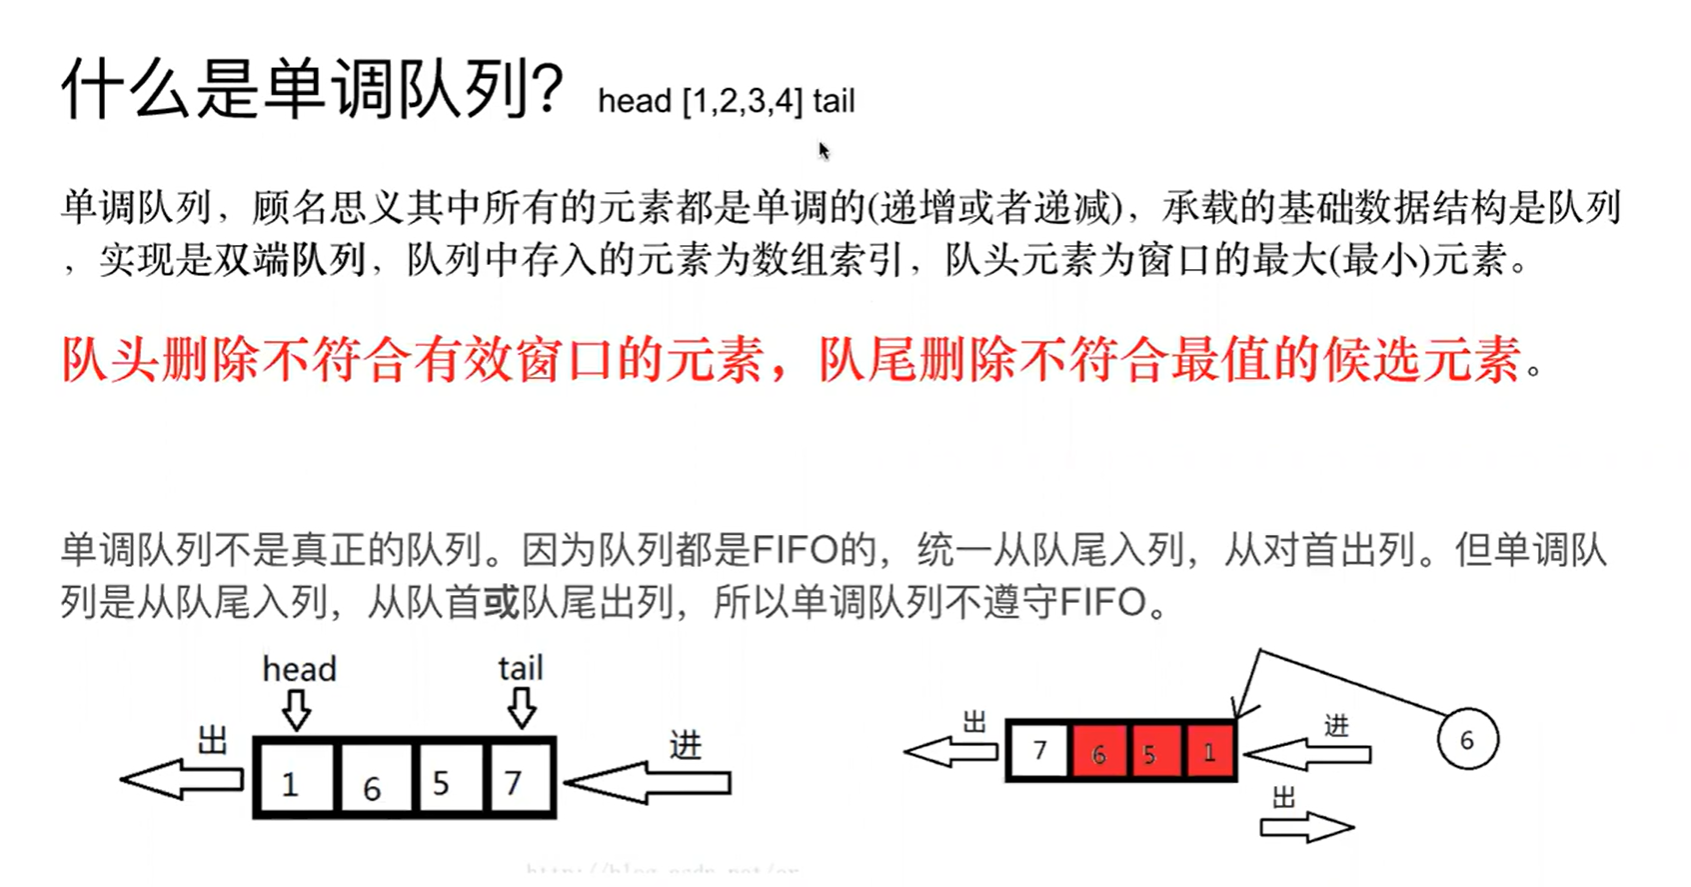 什么是单调队列? head [1,2,3,4] tail
单调队列，顾名思义其中所有的元素都是单调的(递增或者递减)，承载的基础数据结构是队列
，实现是双端队列，队列中存入的元素为数组索引，队头元素为窗口的最大(最小)元素。
队头删除不符合有效窗口的元素，队尾删除不符合最值的候选元素。
单调队列不是真正的队列。因为队列都是FIFO的，统一从队尾入列，从对首出列。但单调队
列是从队尾入列，从队首或队尾出列，所以单调队列不遵守FIFO。
head tail
出 1 6 5 7 进
出 7 6 5 1 进 6
出